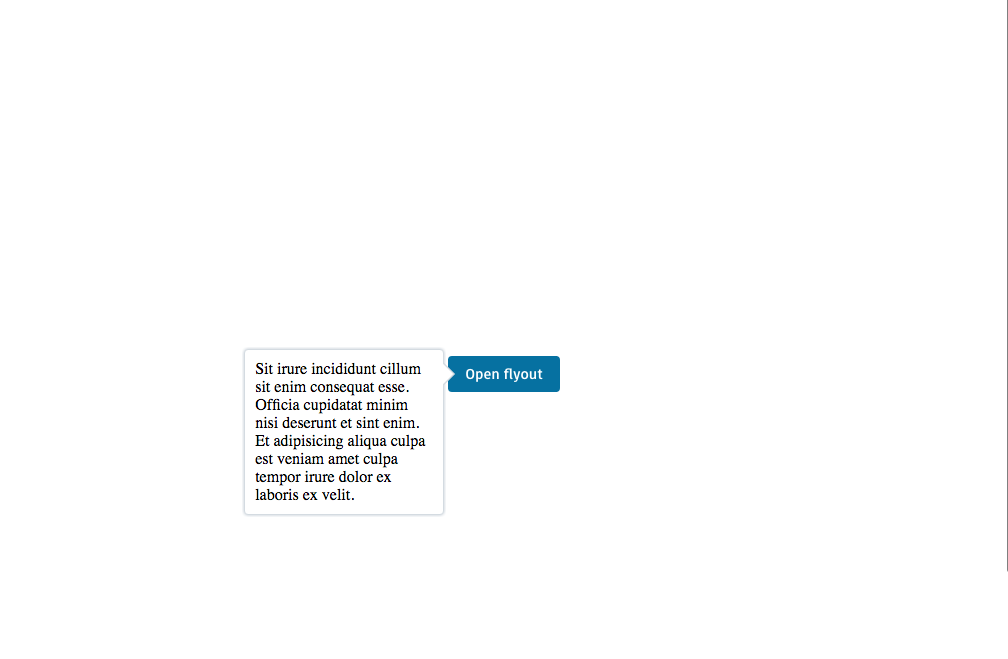 Sit irure incididunt cillum
sit enim consequat esse.
Officia cupidatat minim
nisi deserunt et sint enim.
Et adipisicing aliqua culpa
est veniam amet culpa
tempor irure dolor ex
laboris ex velit.
Open flyout